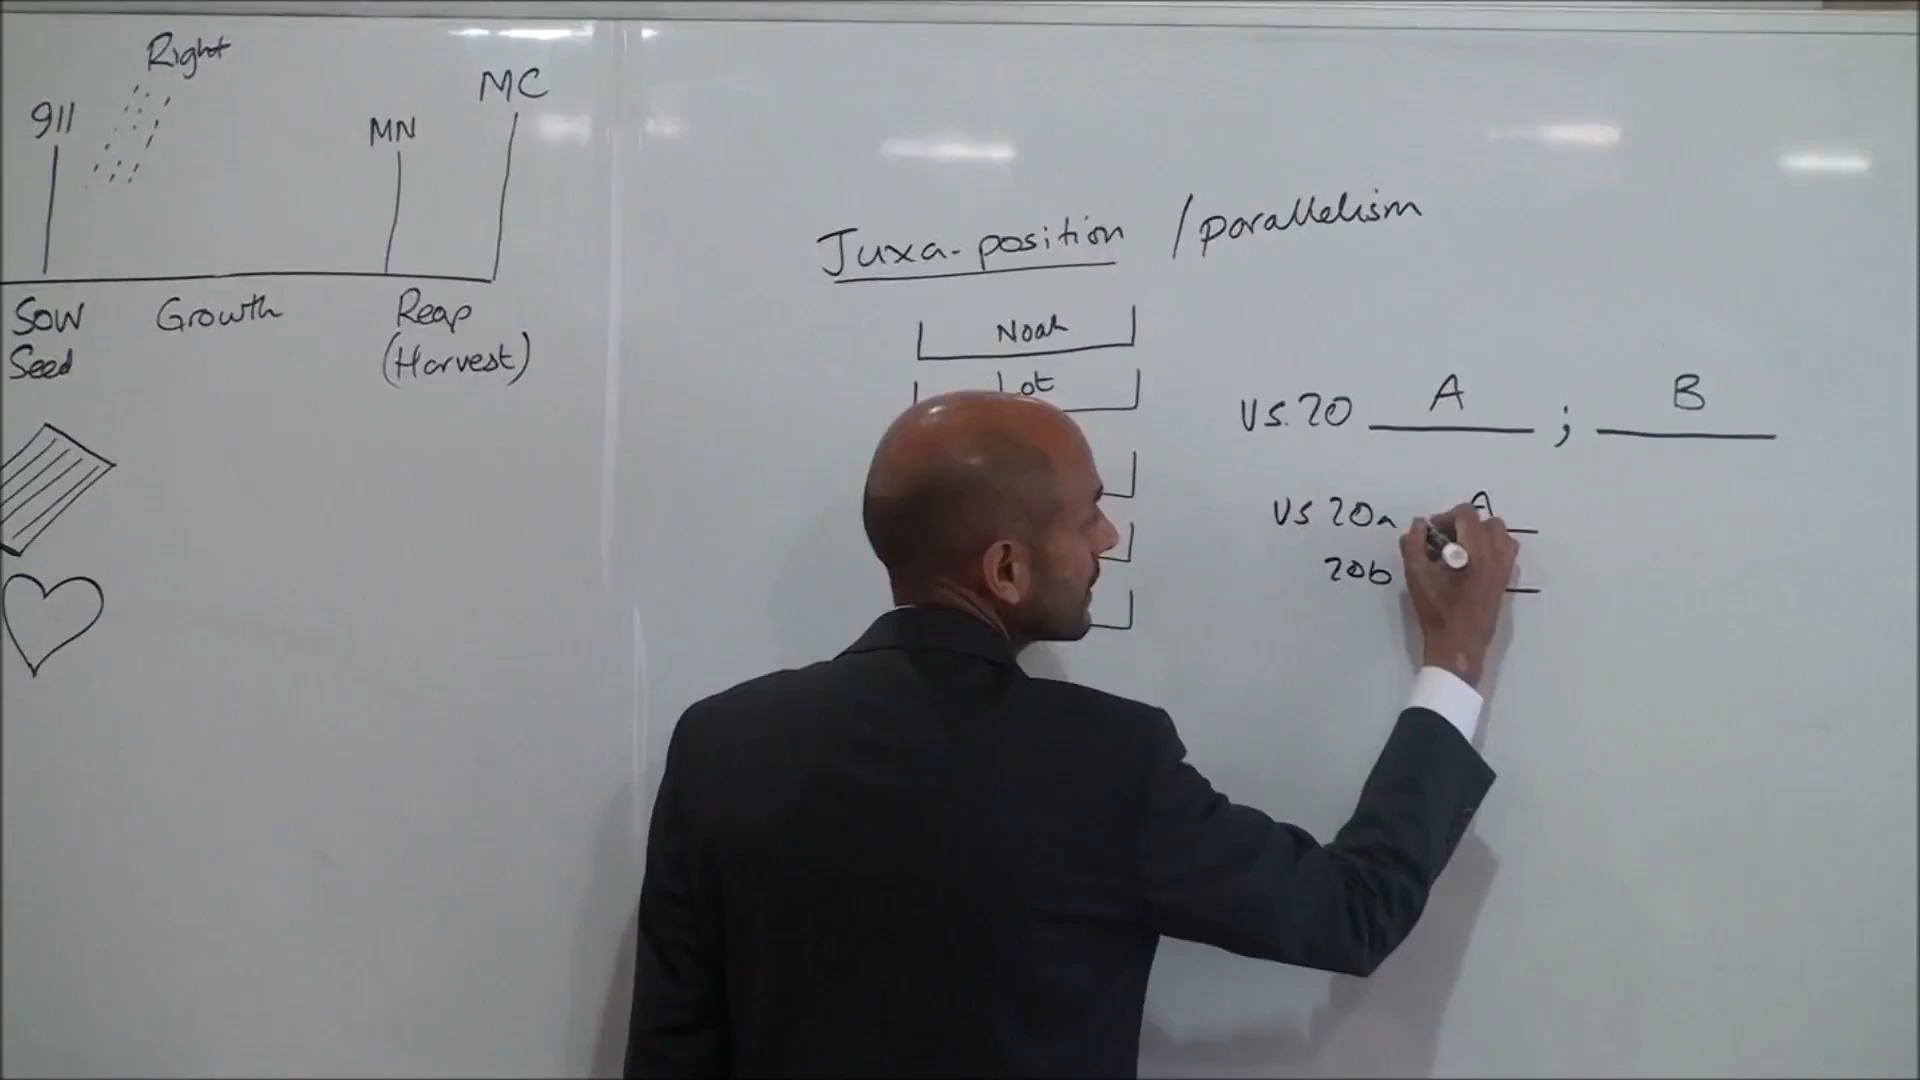 Right
911
MN
MC
Sow
Seed
Growth
Reap
(Harvest)
Juxa-position / parallelism
Noah
Lot
VS.20 A ; B
VS 20a A
20b